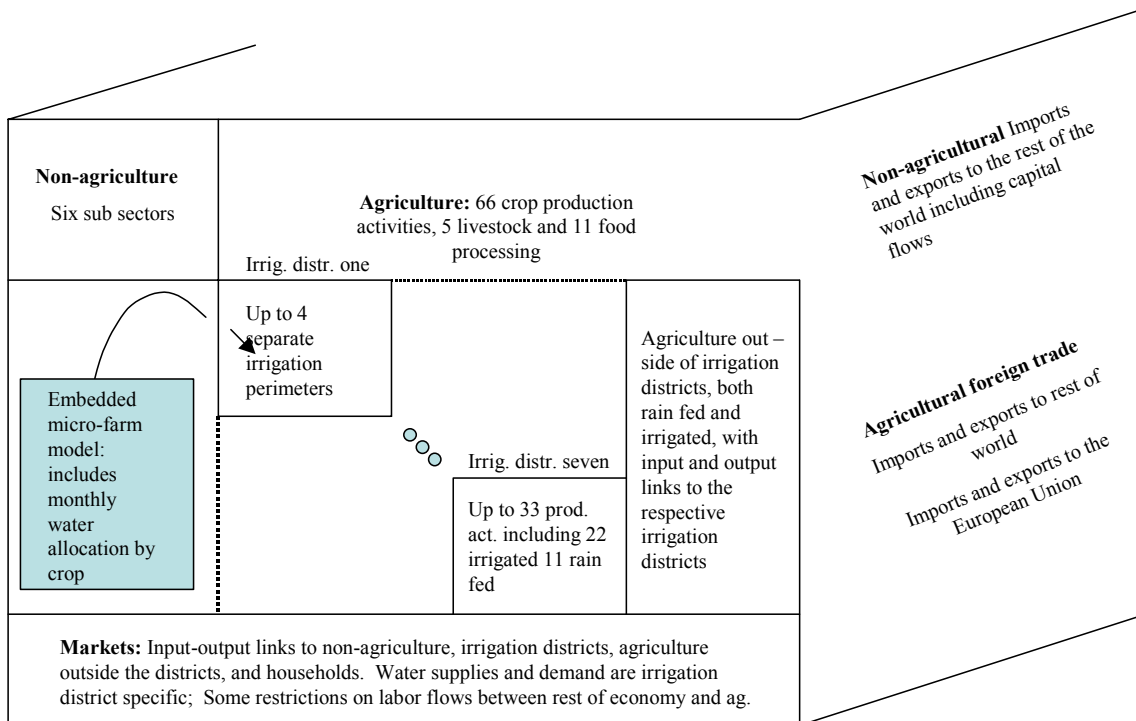 Non-agriculture
Six sub sectors
Agriculture: 66 crop production
activities, 5 livestock and 11 food
processing
Irrig. distr. one
Up to 4
separate
irrigation
perimeters
Embedded
micro-farm
model:
includes
monthly
water
allocation by
crop
Irrig. distr. seven
Up to 33 prod.
act. including 22
irrigated 11 rain
fed
Agriculture out –
side of irrigation
districts, both
rain fed and
irrigated, with
input and output
links to the
respective
irrigation
districts
Markets: Input-output links to non-agriculture, irrigation districts, agriculture
outside the districts, and households. Water supplies and demand are irrigation
district specific; Some restrictions on labor flows between rest of economy and ag.
Non-agricultural Imports
and exports to the rest of the
world including capital
flows
Agricultural foreign trade
Imports and exports to rest of
world
Imports and exports to the
European Union